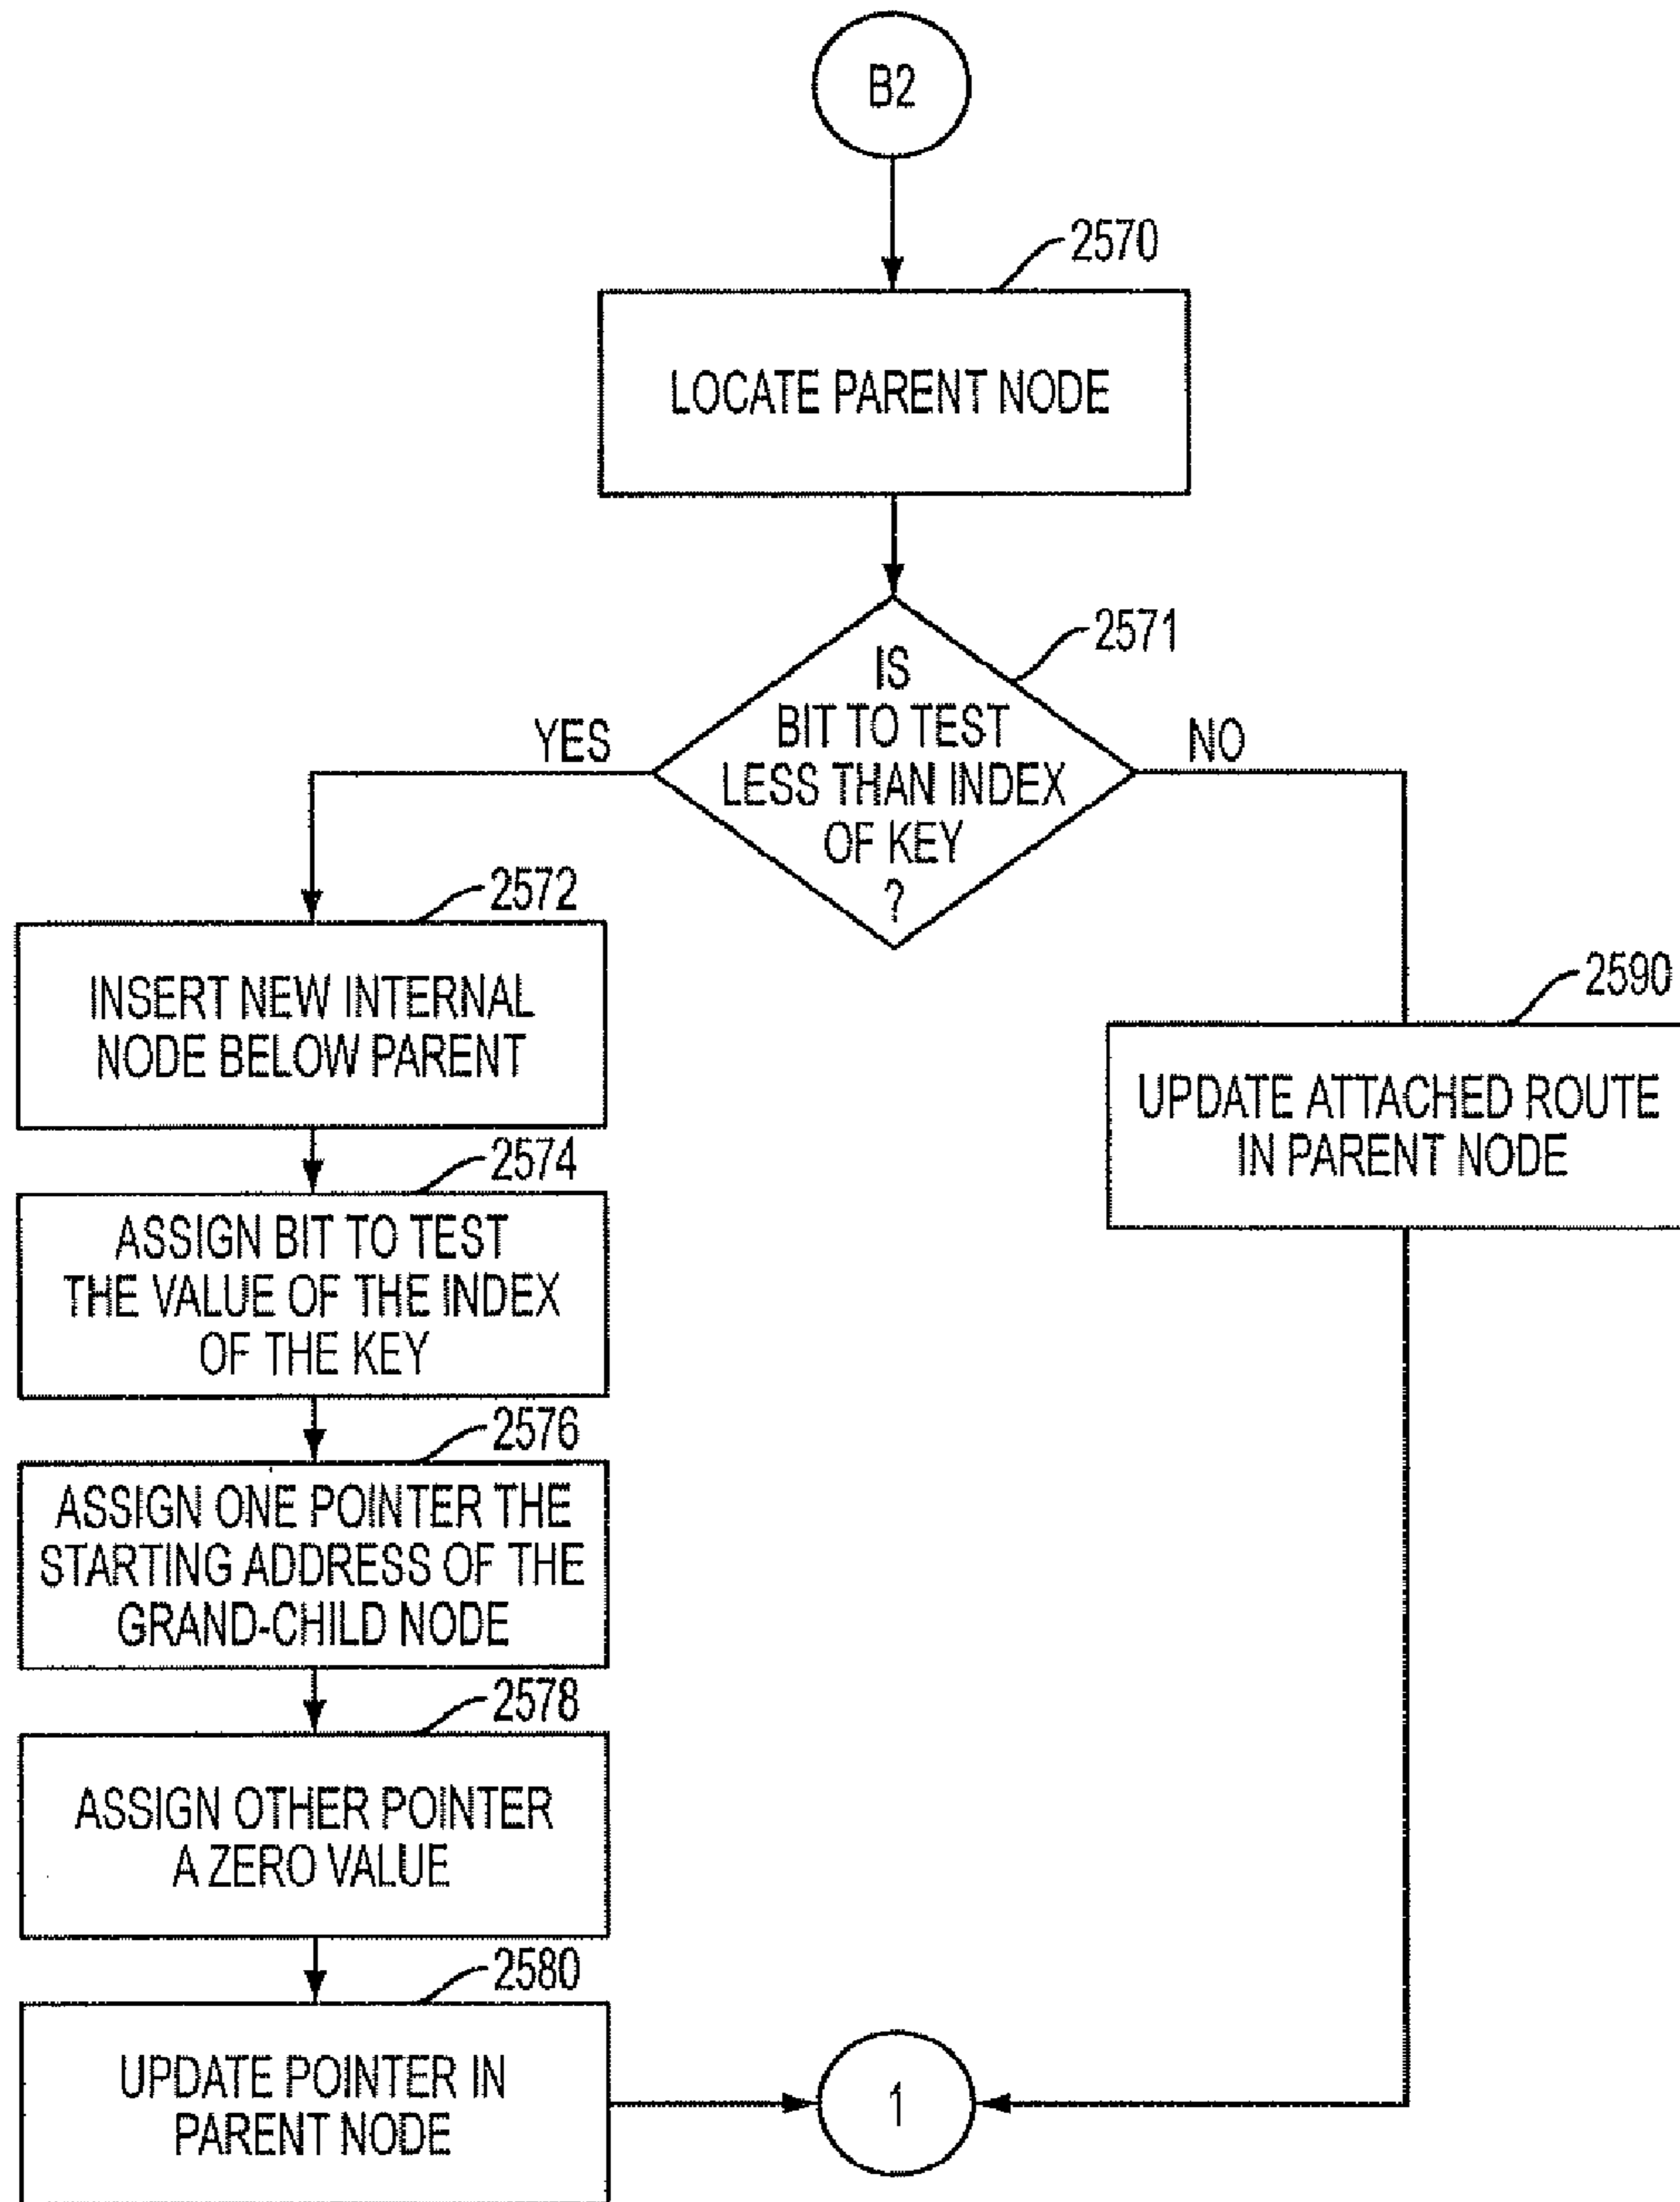 B2
2570
LOCATE PARENT NODE
2571
IS
BIT TO TEST
LESS THAN INDEX
OF KEY
?
YES
NO
2572
INSERT NEW INTERNAL
NODE BELOW PARENT
2590
UPDATE ATTACHED ROUTE
IN PARENT NODE
2574
ASSIGN BIT TO TEST
THE VALUE OF THE INDEX
OF THE KEY
2576
ASSIGN ONE POINTER THE
STARTING ADDRESS OF THE
GRAND-CHILD NODE
2578
ASSIGN OTHER POINTER
A ZERO VALUE
2580
UPDATE POINTER IN
PARENT NODE
1